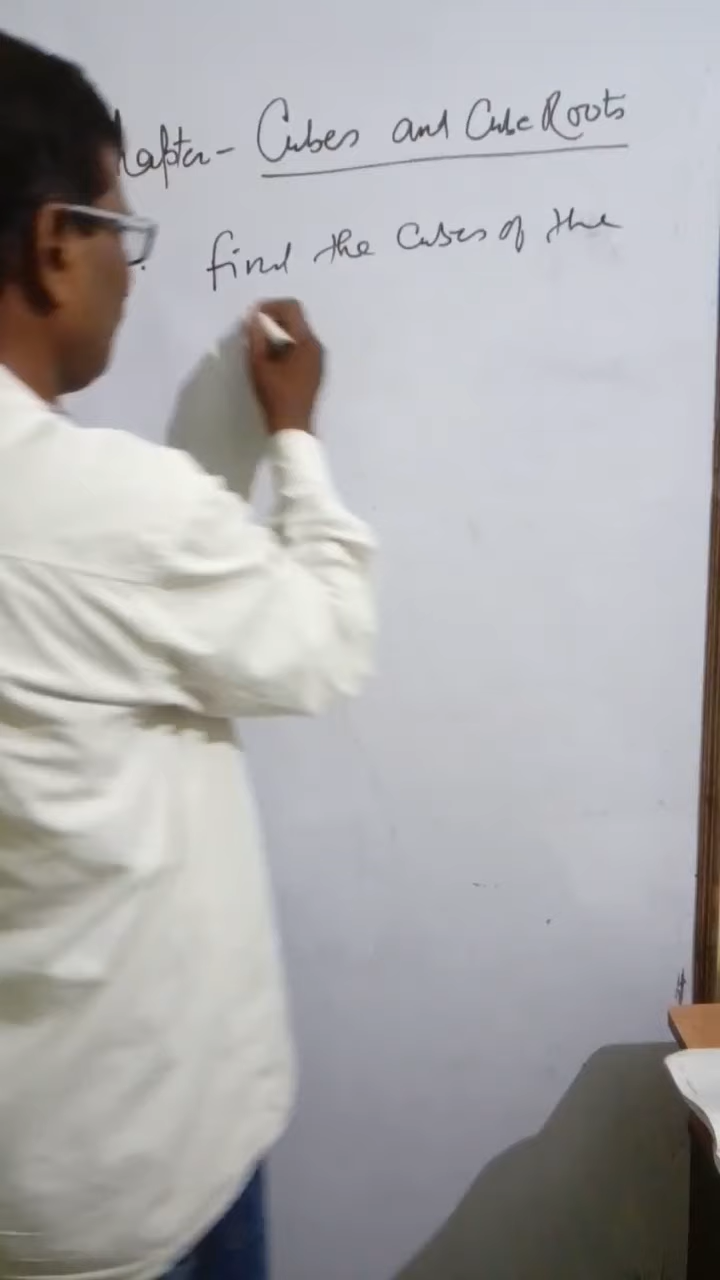 hapter- Cubes and Cube Roots
find the Cubes of the